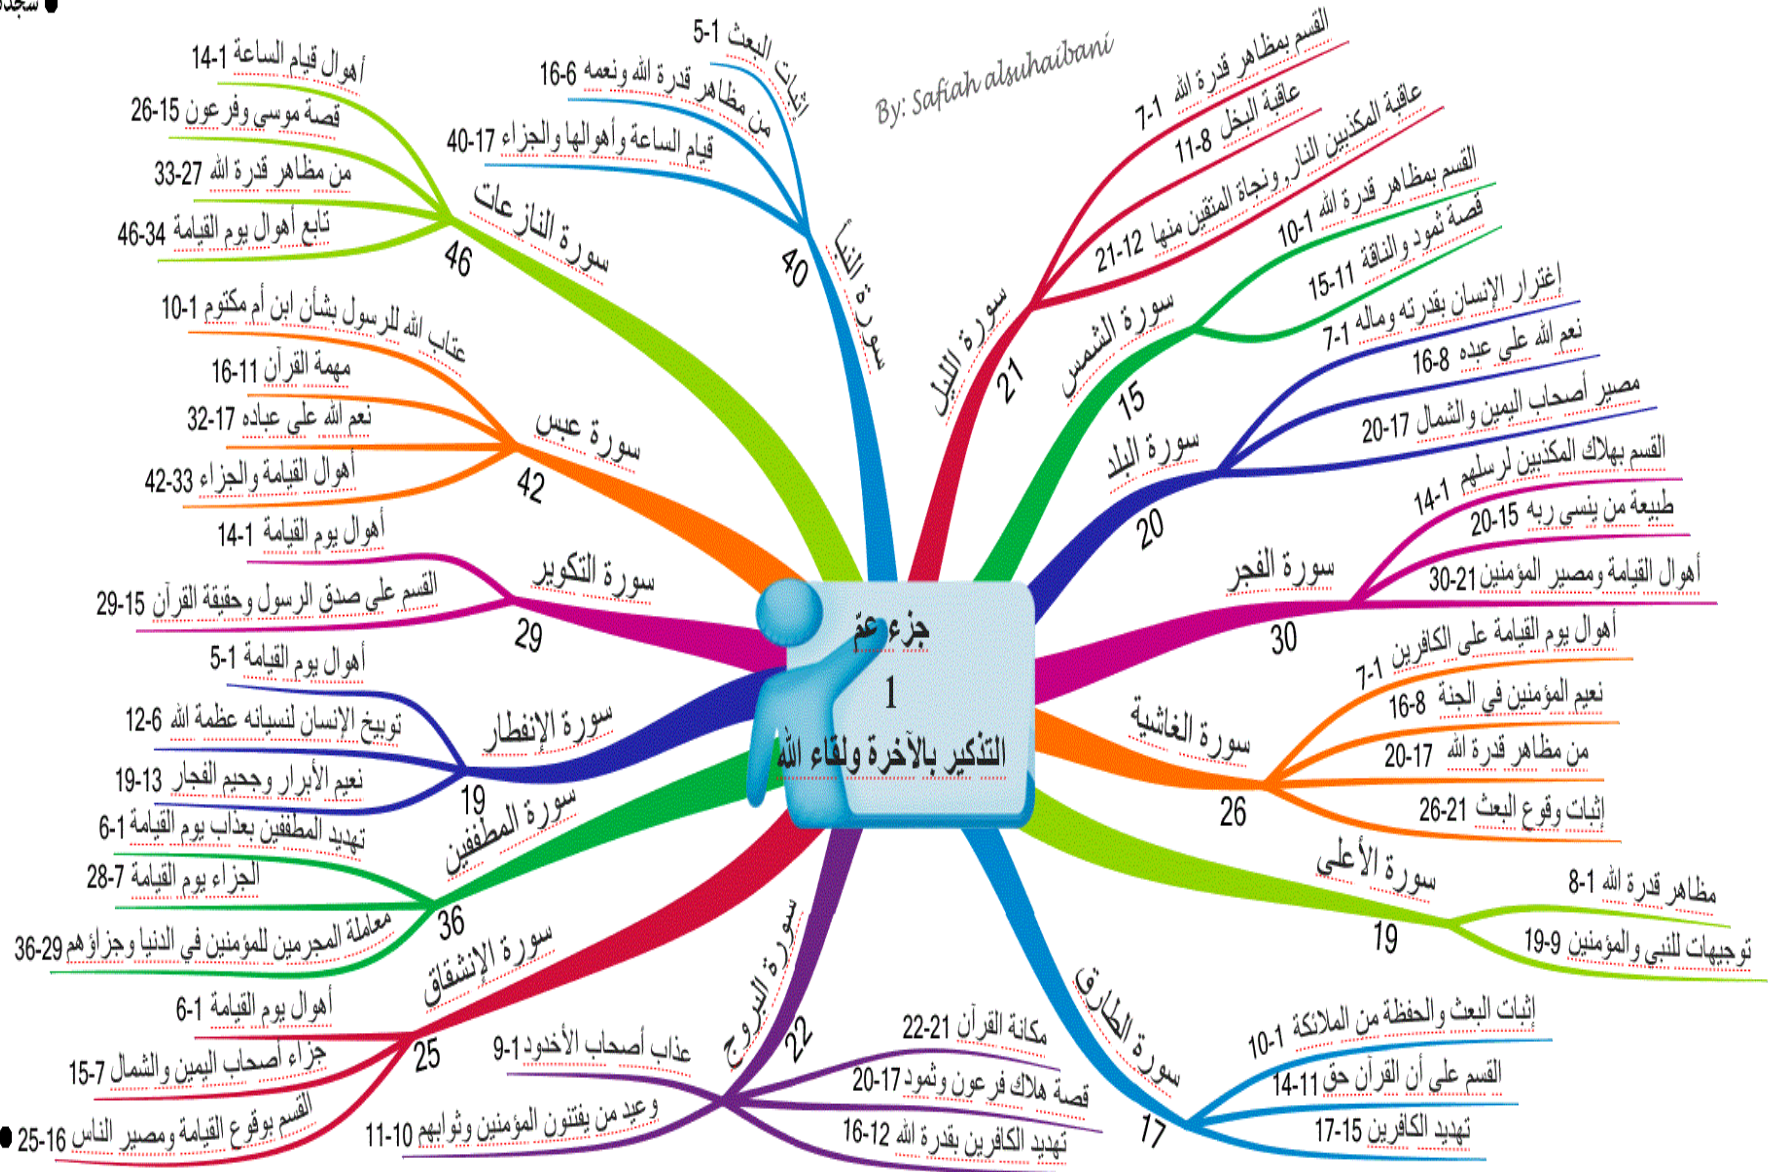 سجدة
By: Safiah alsuhaibani
جزء عمّ
1
التذكير بالآخرة ولقاء الله
سورة النبأ
40
إثبات البعث 1-5
من مظاهر قدرة الله ونعمه 6-16
قيام الساعة وأهوالها والجزاء 17-40
سورة النازعات
46
أهوال قيام الساعة 1-14
قصة موسى وفرعون 15-26
من مظاهر قدرة الله 27-33
تابع أهوال يوم القيامة 34-46
سورة عبس
42
عتاب الله للرسول بشأن ابن أم مكتوم 1-10
مهمة القرآن 11-16
نعم الله على عباده 17-32
أهوال القيامة والجزاء 33-42
سورة التكوير
29
أهوال يوم القيامة 1-14
القسم على صدق الرسول وحقيقة القرآن 15-29
سورة الإنفطار
19
أهوال يوم القيامة 1-5
توبيخ الإنسان لنسيانه عظمة الله 6-12
نعيم الأبرار وجحيم الفجار 13-19
سورة المطففين
36
تهديد المطففين بعذاب يوم القيامة 1-6
الجزاء يوم القيامة 7-28
معاملة المجرمين للمؤمنين في الدنيا وجزاؤهم 29-36
سورة الإنشقاق
25
أهوال يوم القيامة 1-6
جزاء أصحاب اليمين والشمال 7-15
القسم بوقوع القيامة ومصير الناس 16-25
سورة البروج
22
عذاب أصحاب الأخدود 1-9
وعيد من يفتنون المؤمنين وثوابهم 10-11
تهديد الكافرين بقدرة الله 12-16
قصة هلاك فرعون وثمود 17-20
مكانة القرآن 21-22
سورة الطارق
17
إثبات البعث والحفظة من الملائكة 1-10
القسم على أن القرآن حق 11-14
تهديد الكافرين 15-17
سورة الأعلى
19
مظاهر قدرة الله 1-8
توجيهات للنبي والمؤمنين 9-19
سورة الغاشية
26
أهوال يوم القيامة على الكافرين 1-7
نعيم المؤمنين في الجنة 8-16
من مظاهر قدرة الله 17-20
إثبات وقوع البعث 21-26
سورة الفجر
30
القسم بهلاك المكذبين لرسلهم 1-14
طبيعة من ينسى ربه 15-20
أهوال القيامة ومصير المؤمنين 21-30
سورة البلد
20
إغترار الإنسان بقدرته وماله 1-7
نعم الله على عبده 8-16
مصير أصحاب اليمين والشمال 17-20
سورة الشمس
15
القسم بمظاهر قدرة الله 1-10
قصة ثمود والناقة 11-15
سورة الليل
21
القسم بمظاهر قدرة الله 1-7
عاقبة البخل 8-11
عاقبة المكذبين النار, ونجاة المتقين منها 12-21